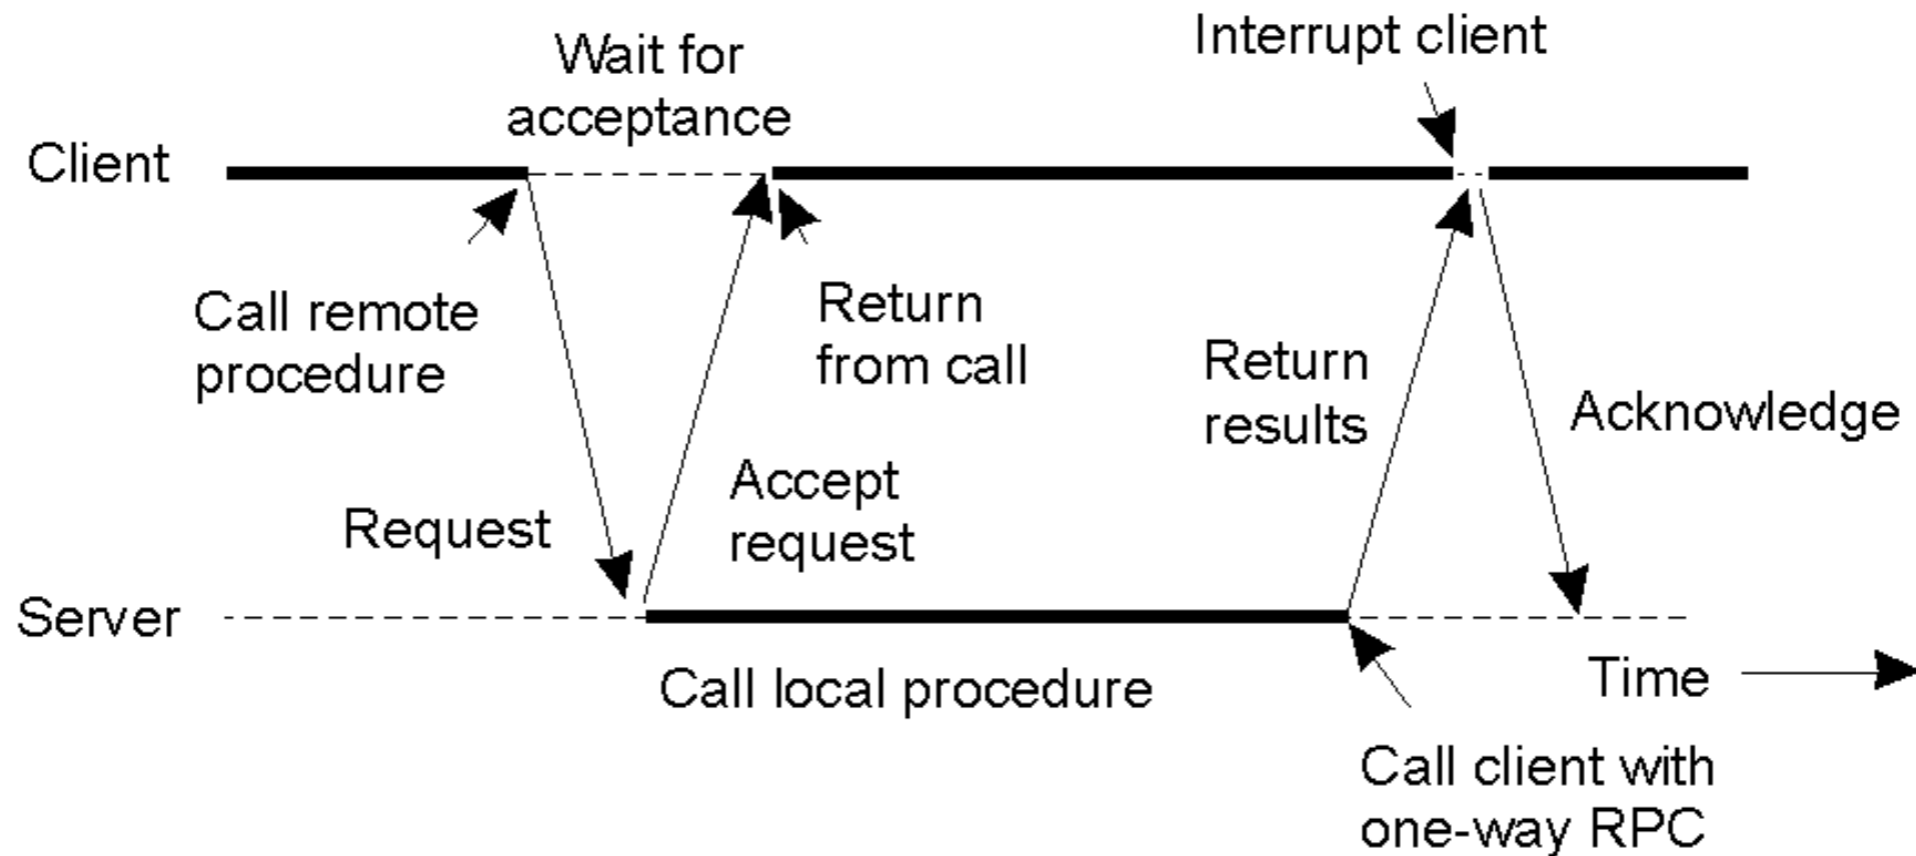 Interrupt client
Wait for
acceptance
Client
Call remote
procedure
Return
from call
Return
results
Acknowledge
Request
Accept
request
Server
Call local procedure
Time
Call client with
one-way RPC